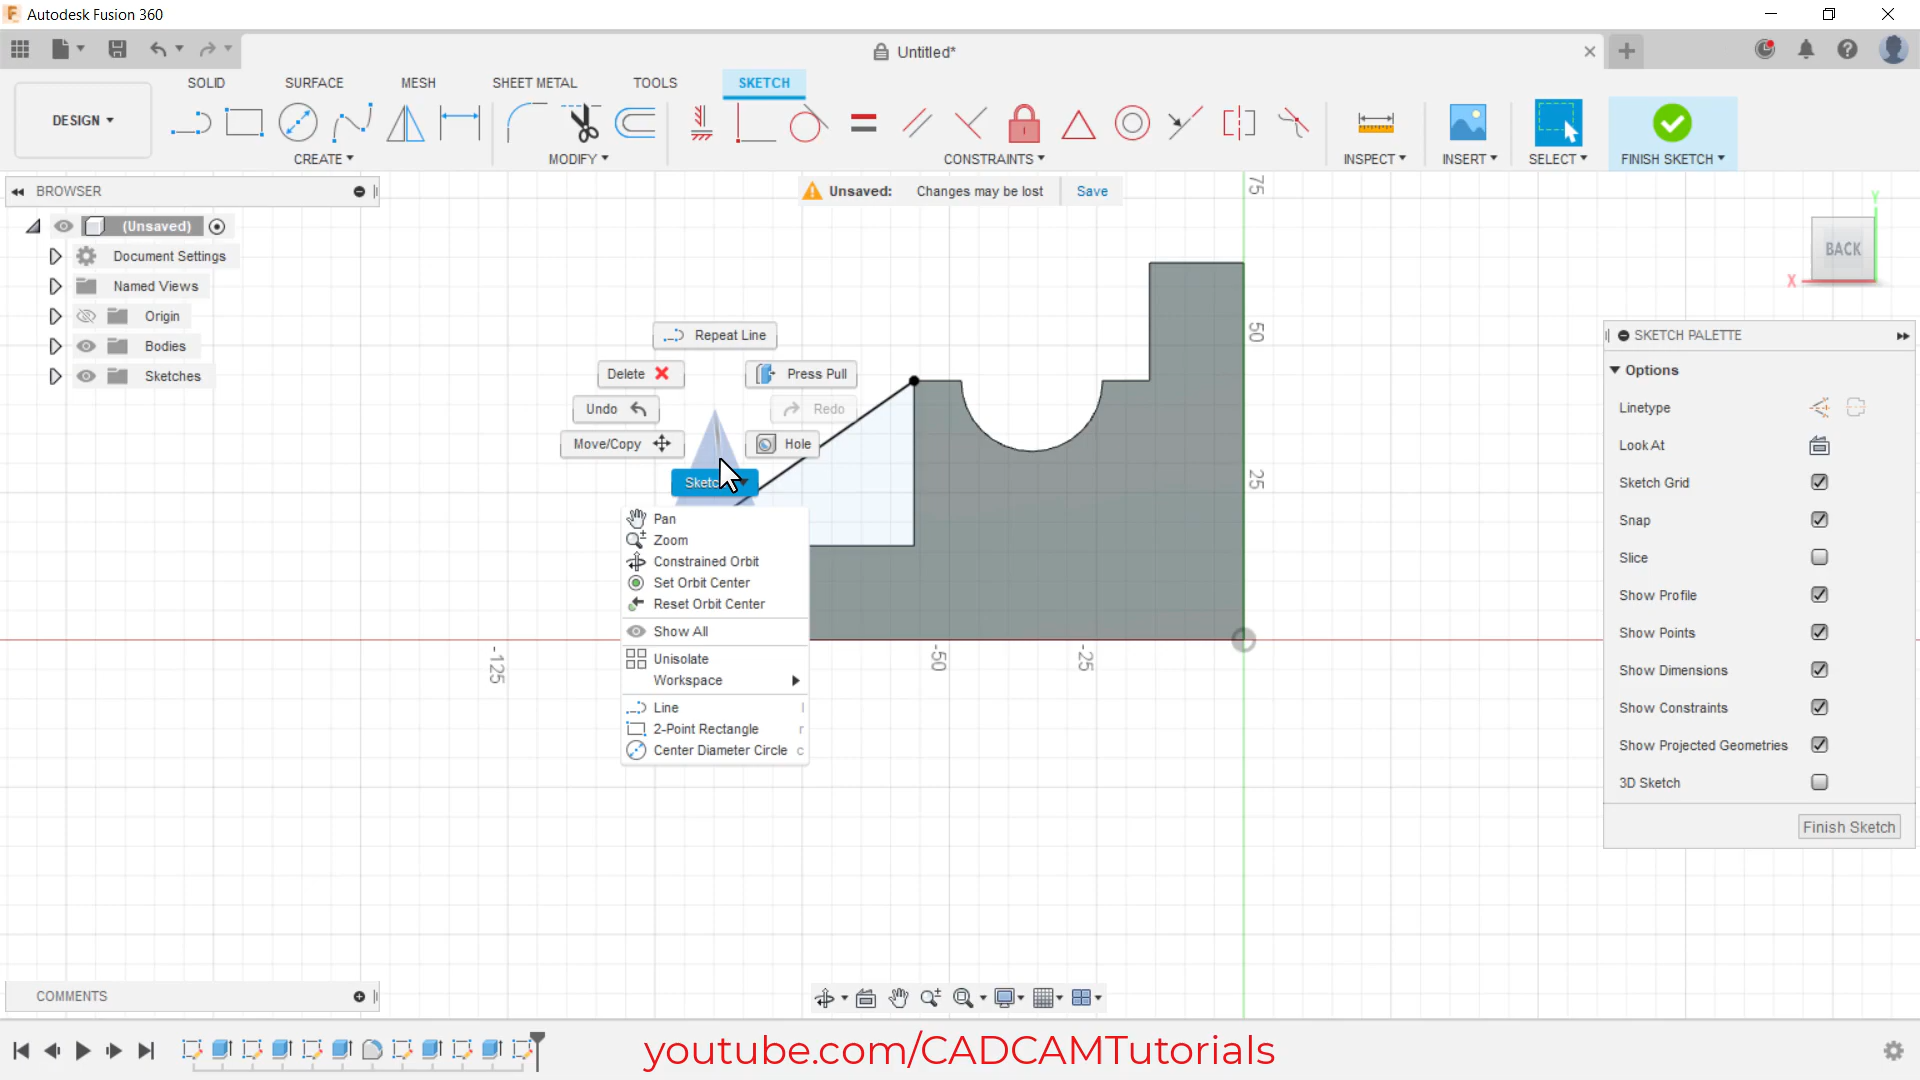 Autodesk Fusion 360
Untitled*
SOLID SURFACE MESH SHEET METAL TOOLS SKETCH
DESIGN
CREATE MODIFY CONSTRAINTS INSPECT INSERT SELECT FINISH SKETCH
BROWSER
Unsaved: Changes may be lost Save
(Unsaved)
Document Settings
Named Views
Origin
Bodies
Sketches
75
50
25
-125
-50
-25
Y
X
BACK
Repeat Line
Delete
Press Pull
Undo
Redo
Move/Copy
Hole
Pan
Zoom
Constrained Orbit
Set Orbit Center
Reset Orbit Center
Show All
Unisolate
Workspace
Line l
2-Point Rectangle r
Center Diameter Circle c
SKETCH PALETTE
Options
Linetype
Look At
Sketch Grid
Snap
Slice
Show Profile
Show Points
Show Dimensions
Show Constraints
Show Projected Geometries
3D Sketch
Finish Sketch
COMMENTS
youtube.com/CADCAMTutorials